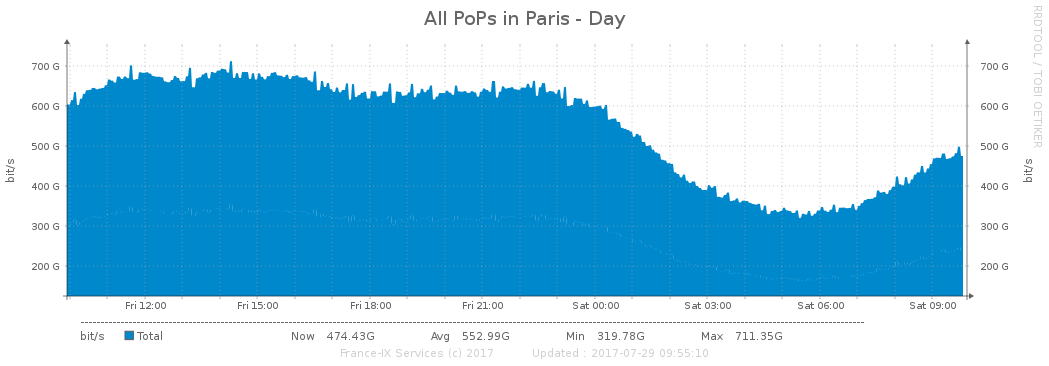 All PoPs in Paris - Day
RRDTOOL / TOBI OETIKER
bit/s
700 G
600 G
500 G
400 G
300 G
200 G
700 G
600 G
500 G
400 G
300 G
200 G
bit/s
Fri 12:00 Fri 15:00 Fri 18:00 Fri 21:00 Sat 00:00 Sat 03:00 Sat 06:00 Sat 09:00
bit/s Total Now 474.43G Avg 552.99G Min 319.78G Max 711.35G
France-IX Services (c) 2017 Updated : 2017-07-29 09:55:10